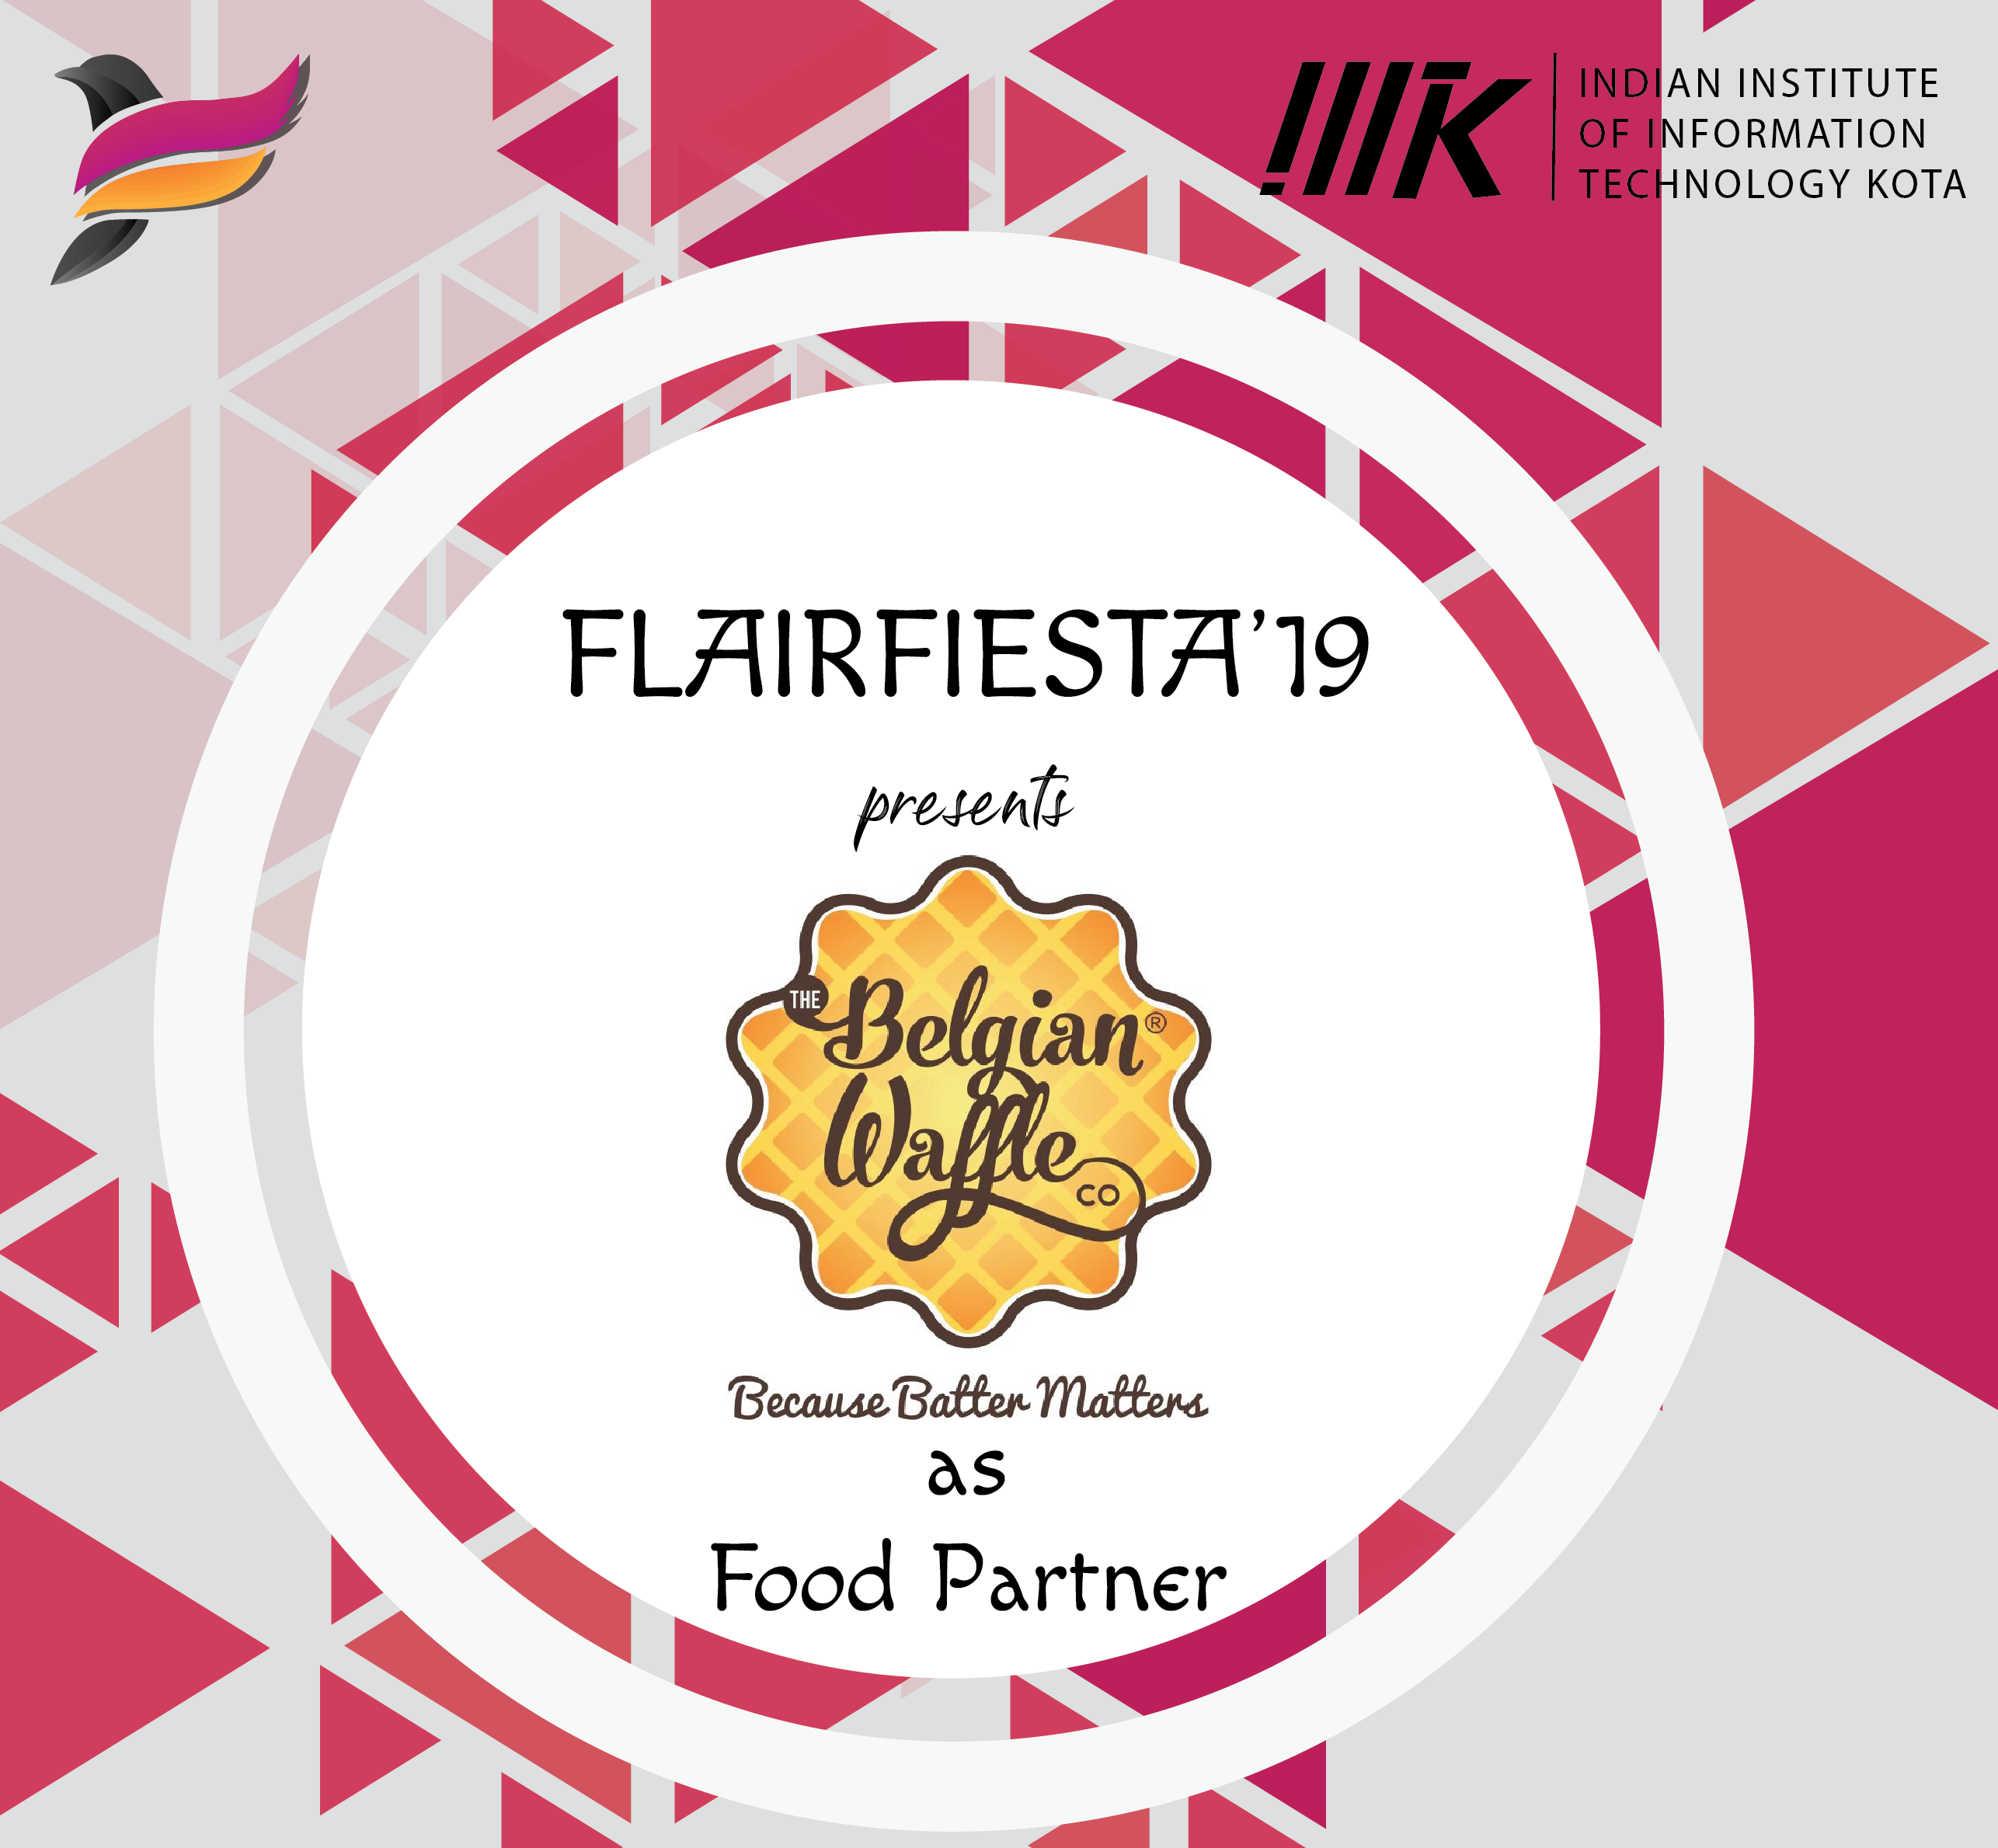 INDIAN INSTITUTE
OF INFORMATION
TECHNOLOGY KOTA
FLAIRFIESTA'19
presents
THE
Belgian®
Waffle
CO
Because Batter Matters
as
Food Partner